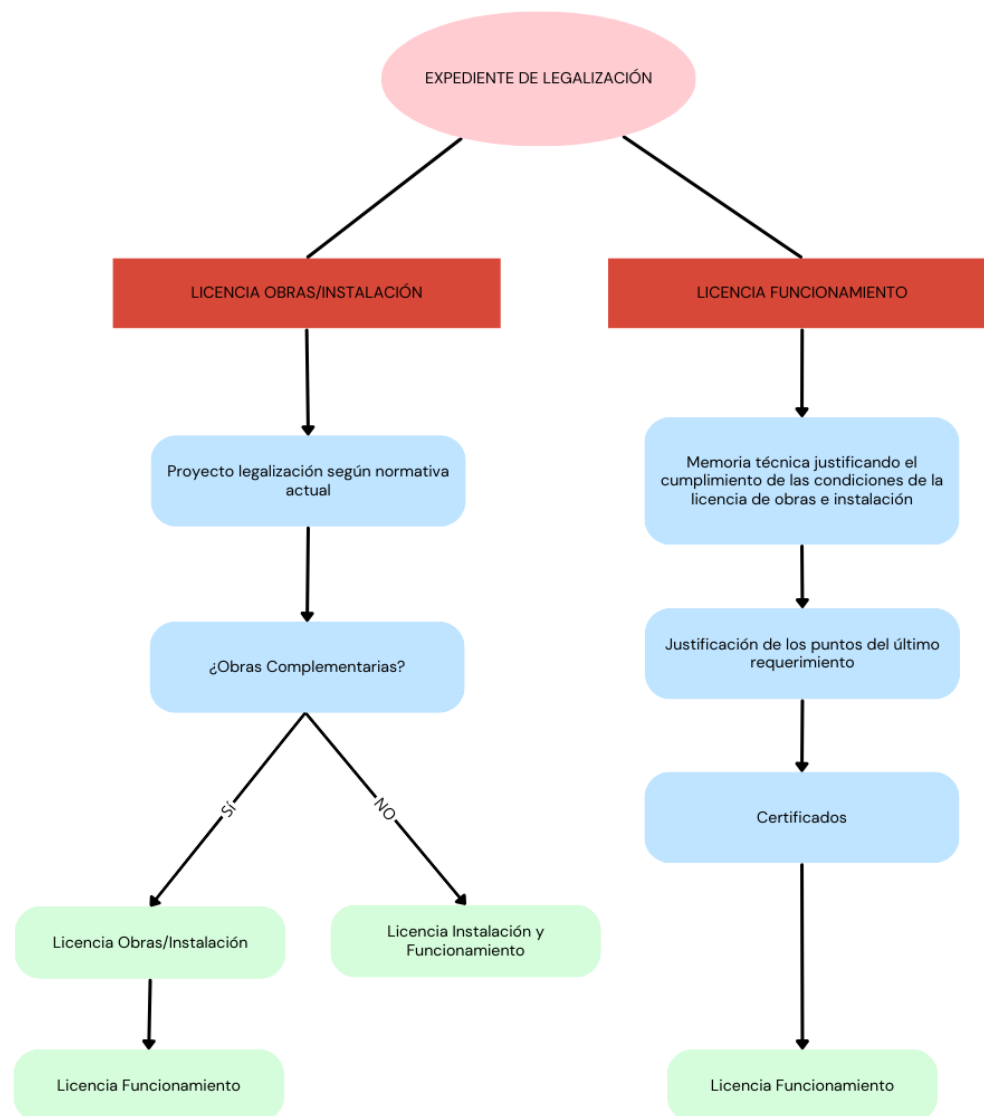 EXPEDIENTE DE LEGALIZACIÓN
LICENCIA OBRAS/INSTALACIÓN
LICENCIA FUNCIONAMIENTO
Proyecto legalización según normativa
actual
Memoria técnica justificando el
cumplimiento de las condiciones de la
licencia de obras e instalación
¿Obras Complementarias?
Justificación de los puntos del último
requerimiento
SÍ
NO
Certificados
Licencia Obras/Instalación
Licencia Instalación y
Funcionamiento
Licencia Funcionamiento
Licencia Funcionamiento